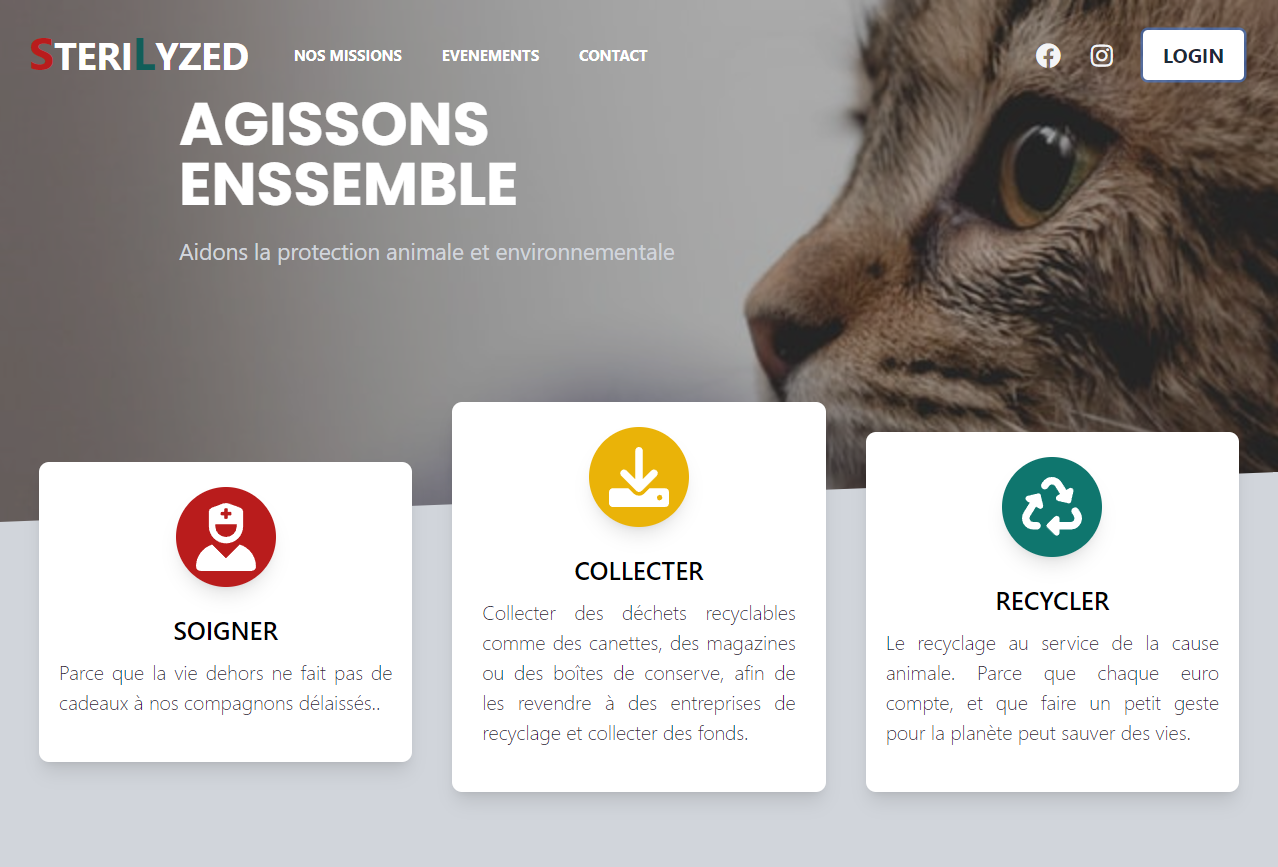 STERILYZED
NOS MISSIONS
EVENEMENTS
CONTACT
LOGIN
AGISSONS
ENSSEMBLE
Aidons la protection animale et environnementale
SOIGNER
Parce que la vie dehors ne fait pas de
cadeaux à nos compagnons délaissés..
COLLECTER
Collecter des déchets recyclables
comme des canettes, des magazines
ou des boîtes de conserve, afin de
les revendre à des entreprises de
recyclage et collecter des fonds.
RECYCLER
Le recyclage au service de la cause
animale. Parce que chaque euro
compte, et que faire un petit geste
pour la planète peut sauver des vies.